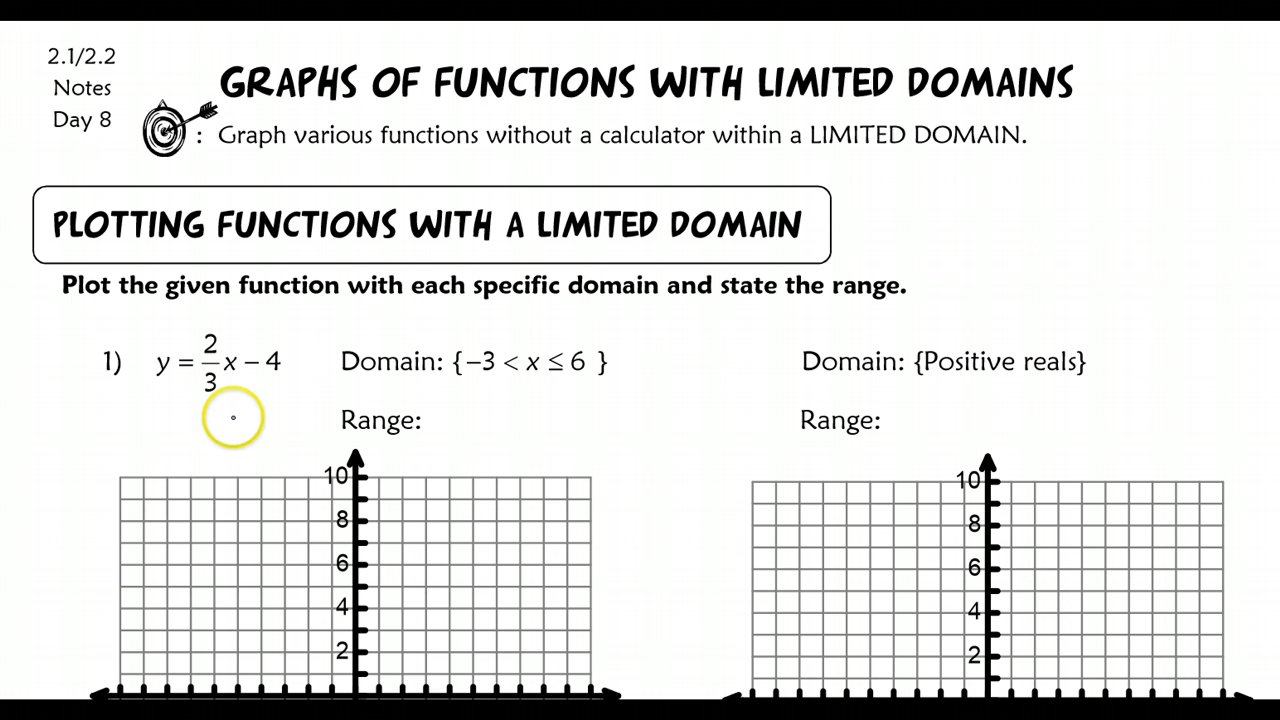 2.1/2.2
Notes
Day 8
GRAPHS OF FUNCTIONS WITH LIMITED DOMAINS
: Graph various functions without a calculator within a LIMITED DOMAIN.
PLOTTING FUNCTIONS WITH A LIMITED DOMAIN
Plot the given function with each specific domain and state the range.
1) y = 2/3 x – 4 Domain: {–3 < x ≤ 6 } Domain: {Positive reals}
Range: Range:
10 10
8 8
6 6
4 4
2 2